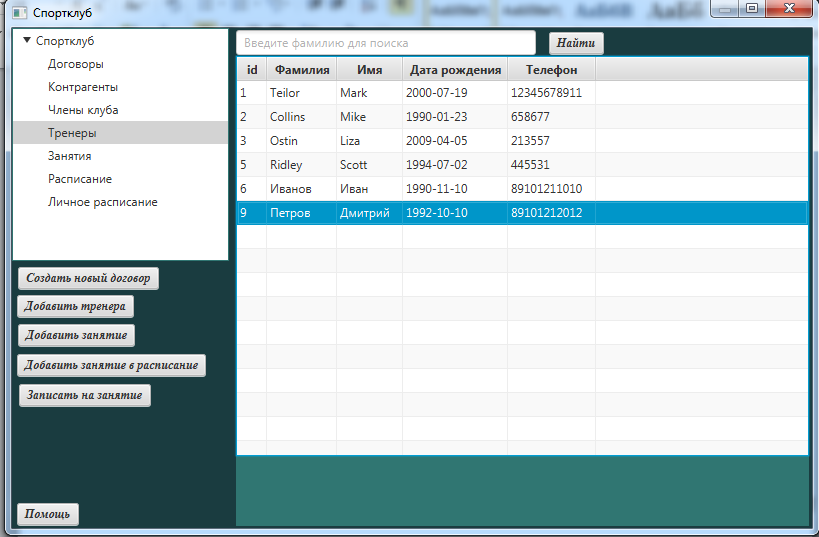 Спортклуб
Спортклуб
Договоры
Контрагенты
Члены клуба
Тренеры
Занятия
Расписание
Личное расписание
Создать новый договор
Добавить тренера
Добавить занятие
Добавить занятие в расписание
Записать на занятие
Помощь
Введите фамилию для поиска Найти
id Фамилия Имя Дата рождения Телефон
1 Teilor Mark 2000-07-19 12345678911
2 Collins Mike 1990-01-23 658677
3 Ostin Liza 2009-04-05 213557
5 Ridley Scott 1994-07-02 445531
6 Иванов Иван 1990-11-10 89101211010
9 Петров Дмитрий 1992-10-10 89101212012